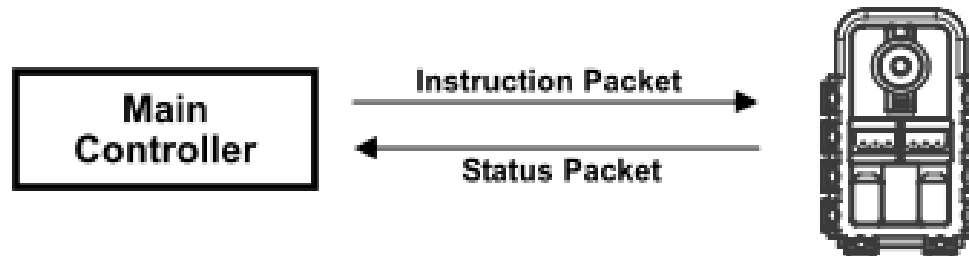 Main
Controller
Instruction Packet
Status Packet